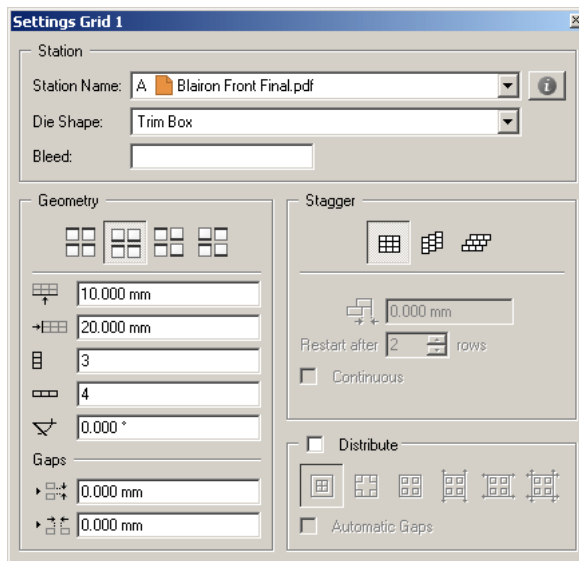 Settings Grid 1
Station
Station Name: A Blairon Front Final.pdf
Die Shape: Trim Box
Bleed:
Geometry
10.000 mm
20.000 mm
3
4
0.000 °
Gaps
0.000 mm
0.000 mm
Stagger
0.000 mm
Restart after 2 rows
Continuous
Distribute
Automatic Gaps